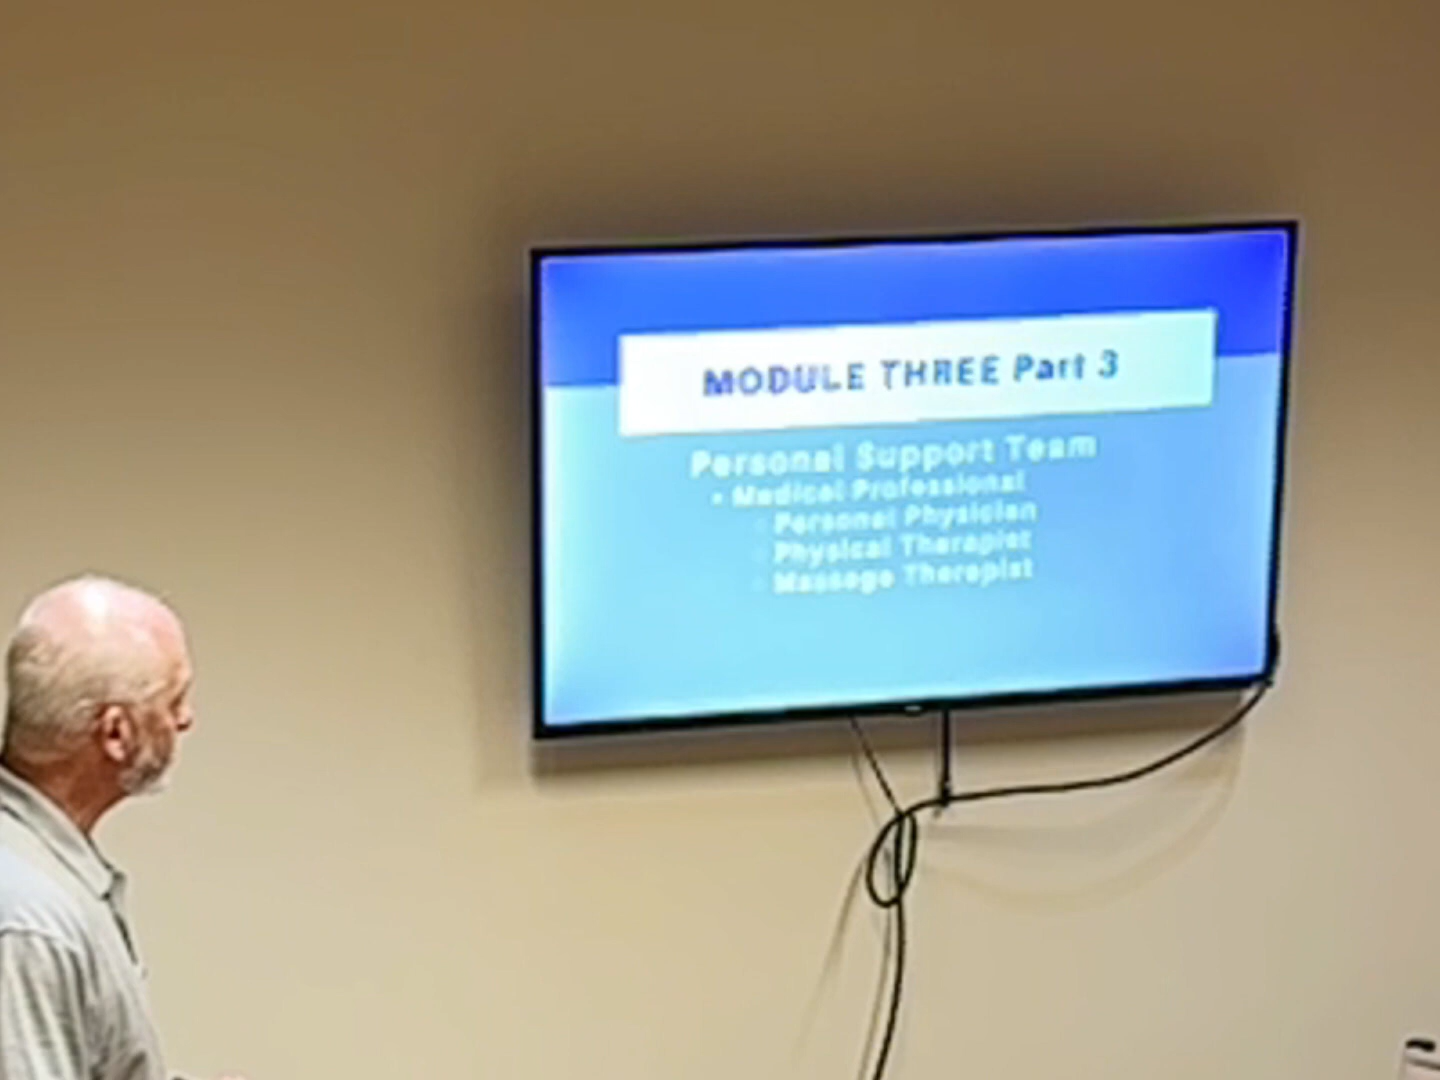 MODULE THREE Part 3
Personal Support Team
• Medical Professional
Personal Physician
Physical Therapist
Massage Therapist